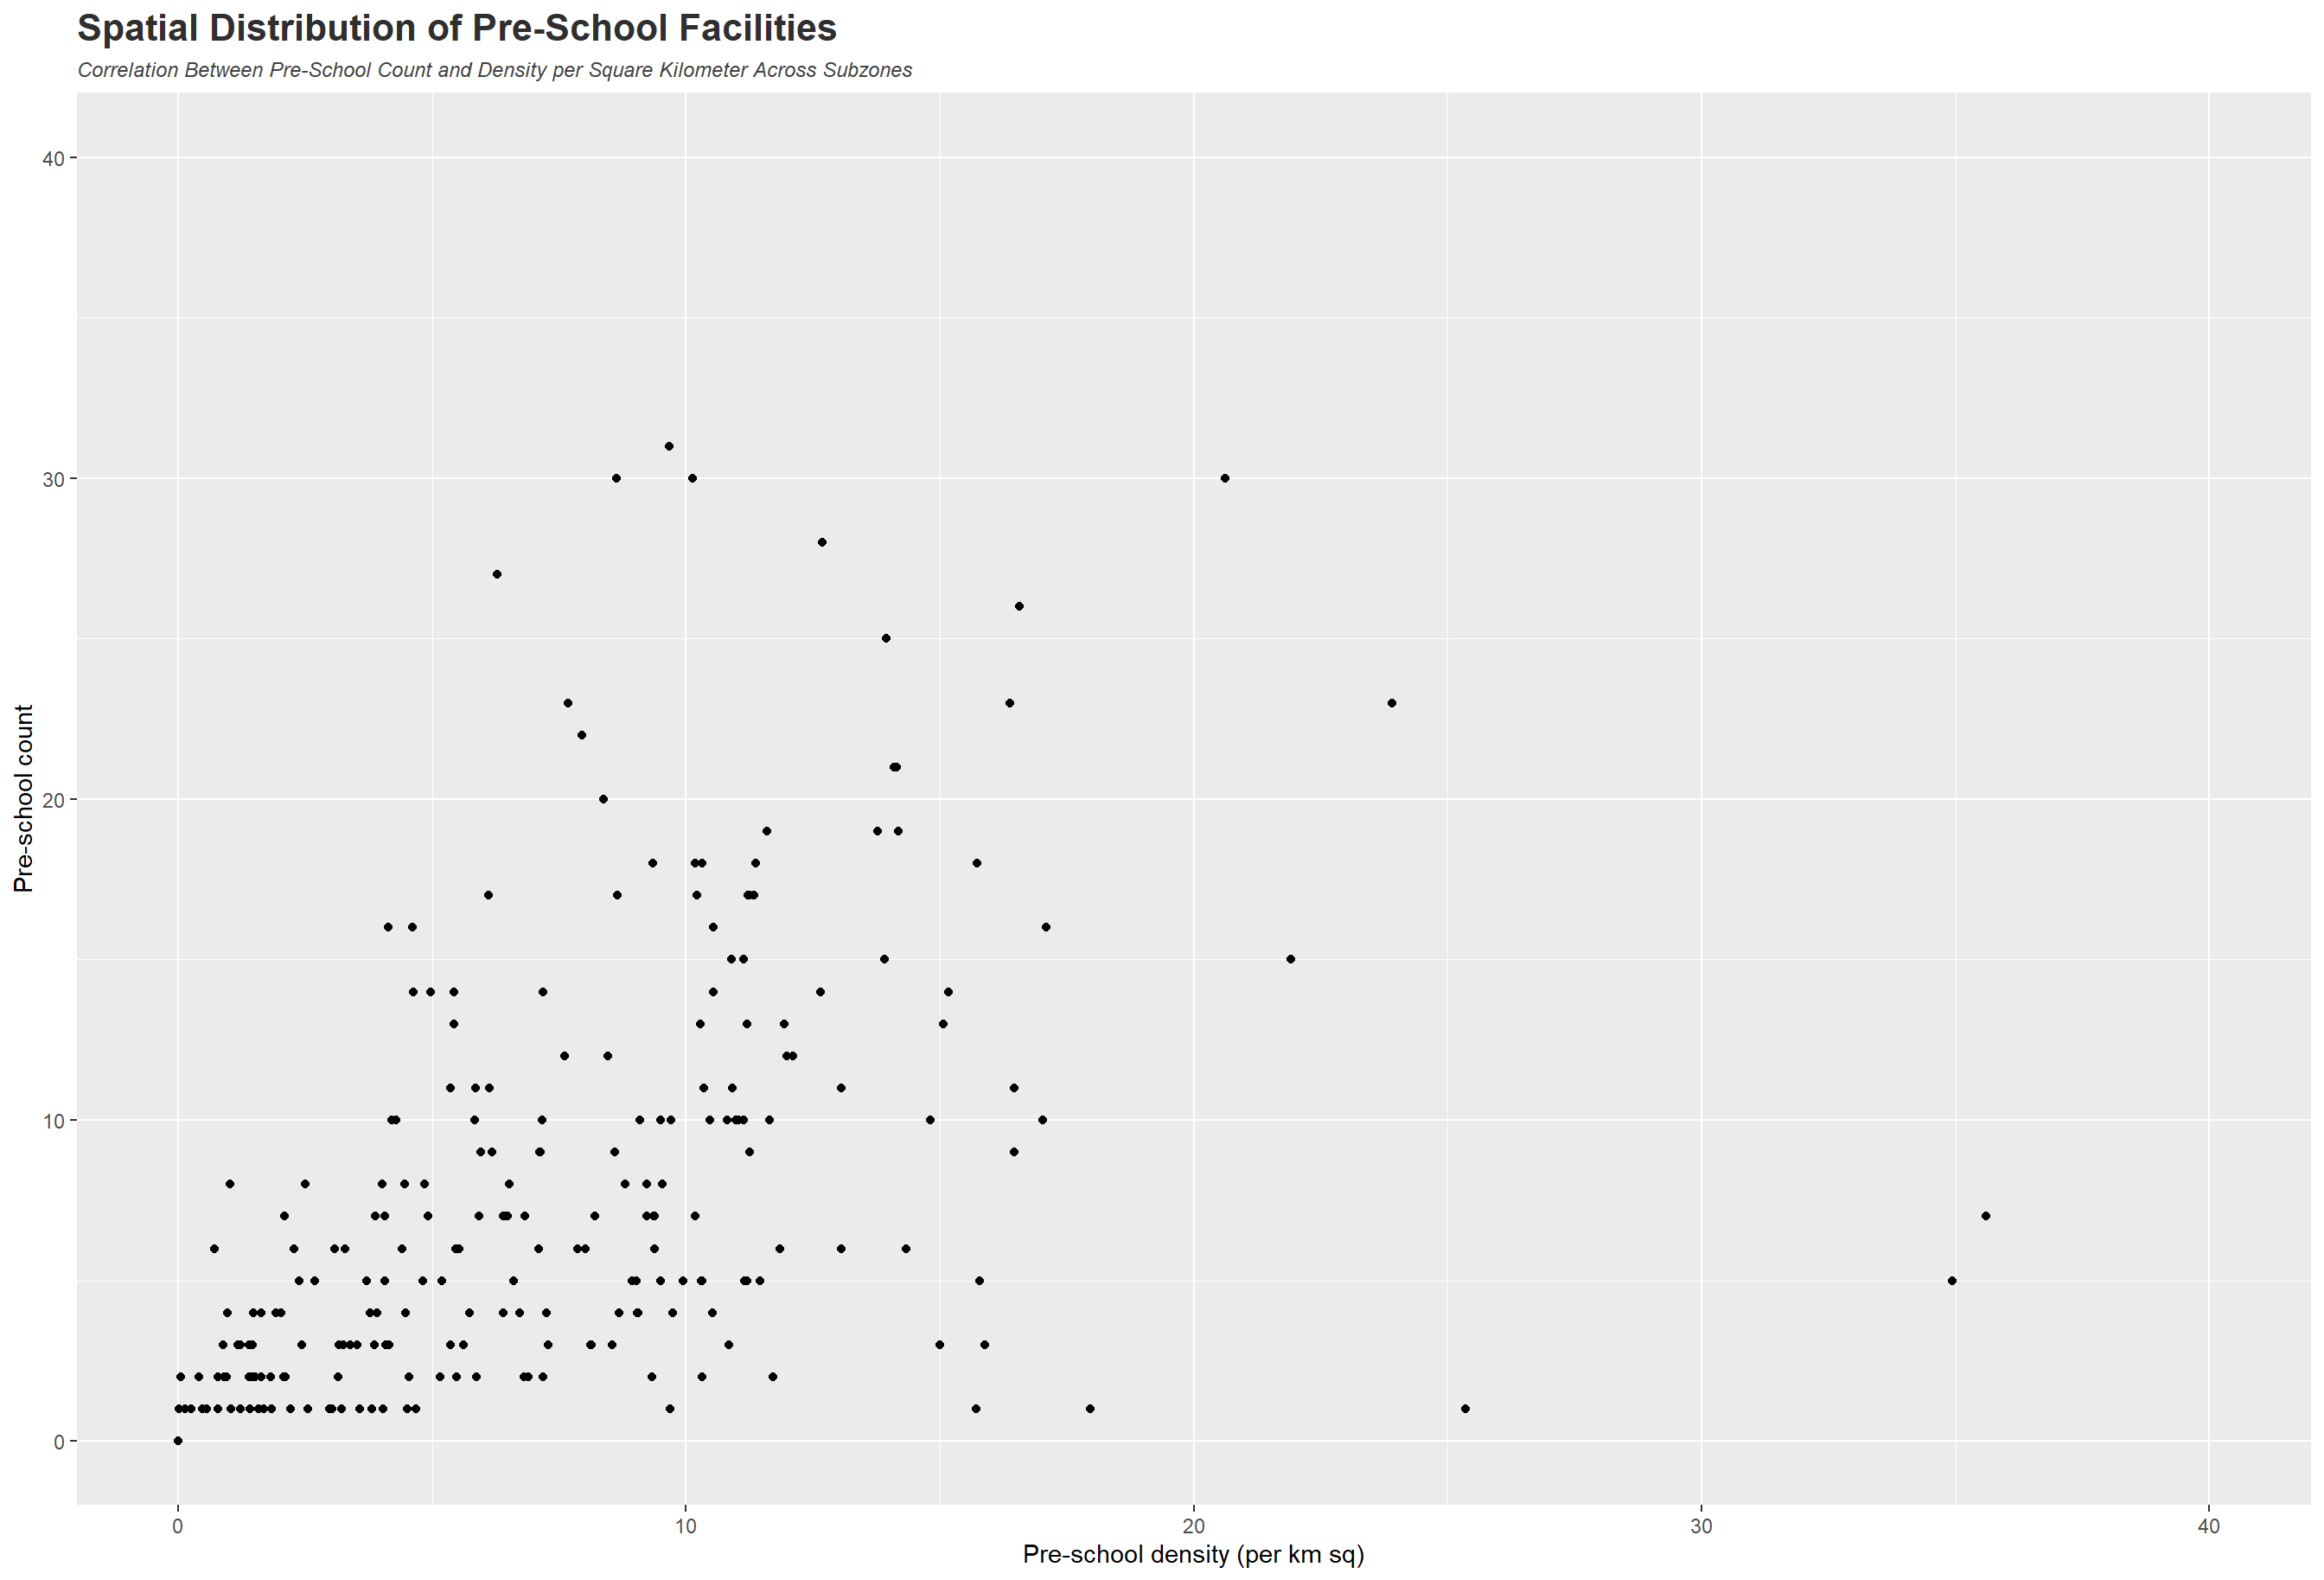 Spatial Distribution of Pre-School Facilities
Correlation Between Pre-School Count and Density per Square Kilometer Across Subzones
40
30
20
10
0
Pre-school count
0 10 20 30 40
Pre-school density (per km sq)